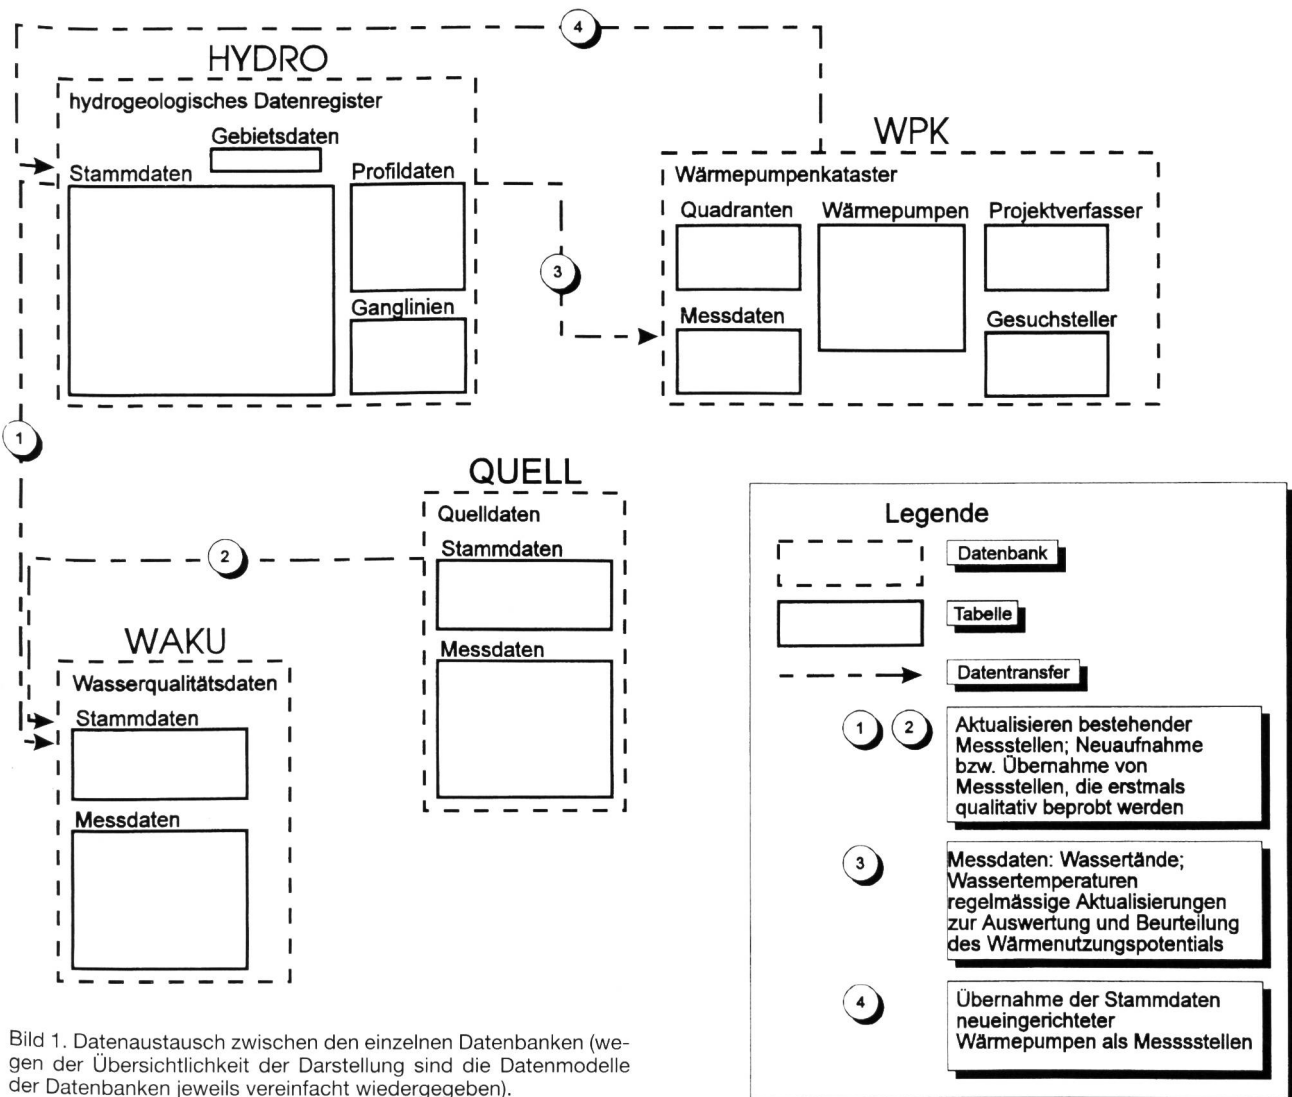 4
HYDRO
hydrogeologisches Datenregister
Gebietsdaten
Stammdaten
Profildaten
Ganglinien
WPK
Wärmepumpenkataster
Quadranten
Wärmepumpen
Projektverfasser
Messdaten
Gesuchsteller
3
1
QUELL
Quelldaten
Stammdaten
Messdaten
2
WAKU
Wasserqualitätsdaten
Stammdaten
Messdaten
Legende
Datenbank
Tabelle
Datentransfer
1 2
Aktualisieren bestehender
Messstellen; Neuaufnahme
bzw. Übernahme von
Messstellen, die erstmals
qualitativ beprobt werden
3
Messdaten: Wassertände;
Wassertemperaturen
regelmässige Aktualisierungen
zur Auswertung und Beurteilung
des Wärmenutzungspotentials
4
Übernahme der Stammdaten
neueingerichteter
Wärmepumpen als Messsstellen
Bild 1. Datenaustausch zwischen den einzelnen Datenbanken (we-
gen der Übersichtlichkeit der Darstellung sind die Datenmodelle
der Datenbanken jeweils vereinfacht wiedergegeben).